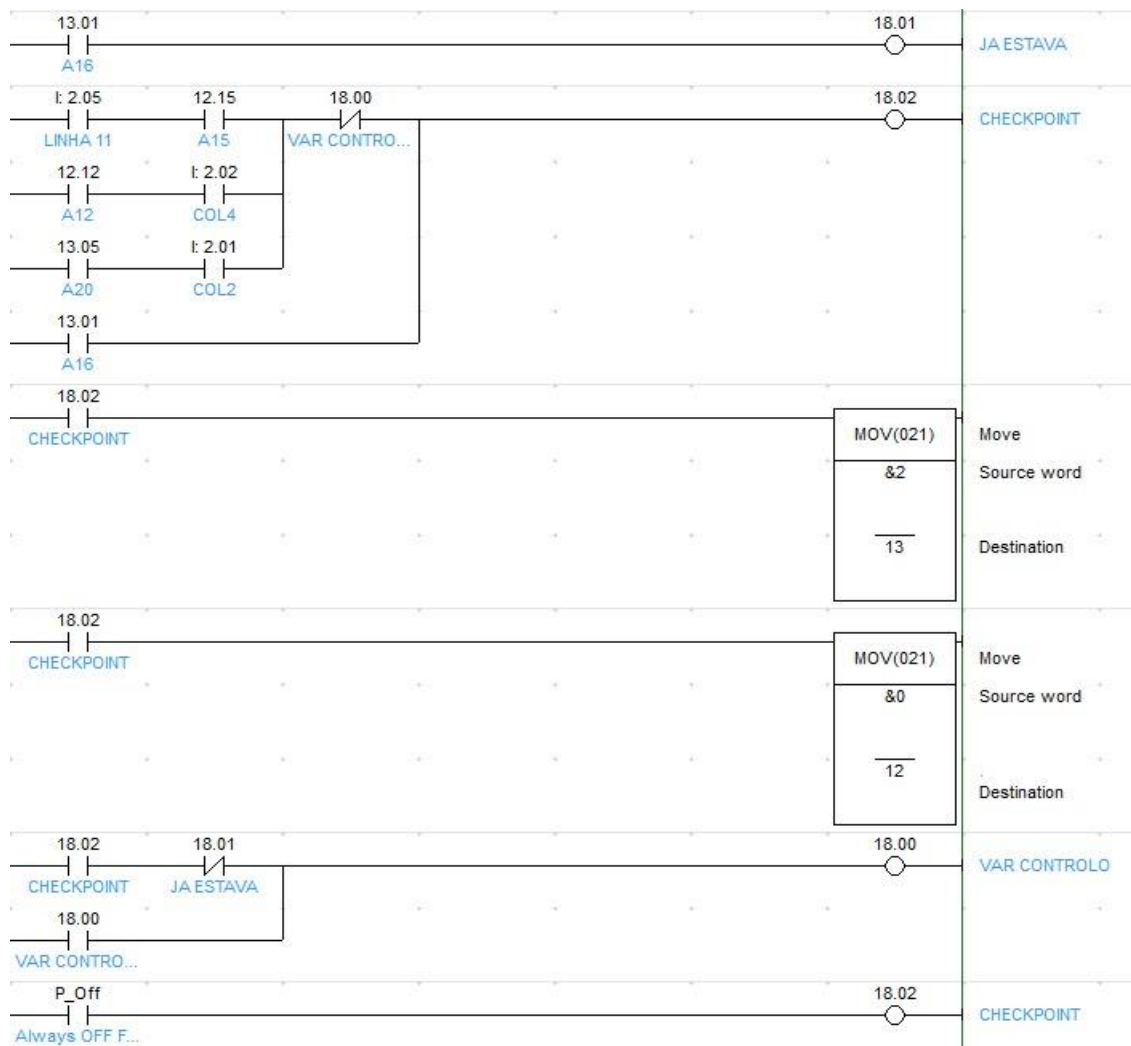 13.01 18.01
JA ESTAVA
A16
I: 2.05 12.15 18.00 18.02
CHECKPOINT
LINHA 11 A15 VAR CONTRO...
12.12 I: 2.02
A12 COL4
13.05 I: 2.01
A20 COL2
13.01
A16
18.02
CHECKPOINT
MOV(021) Move
&2 Source word
13 Destination
18.02
CHECKPOINT
MOV(021) Move
&0 Source word
12
Destination
18.02 18.01 18.00
VAR CONTROLO
CHECKPOINT JA ESTAVA
18.00
VAR CONTRO...
P_Off 18.02
CHECKPOINT
Always OFF F...